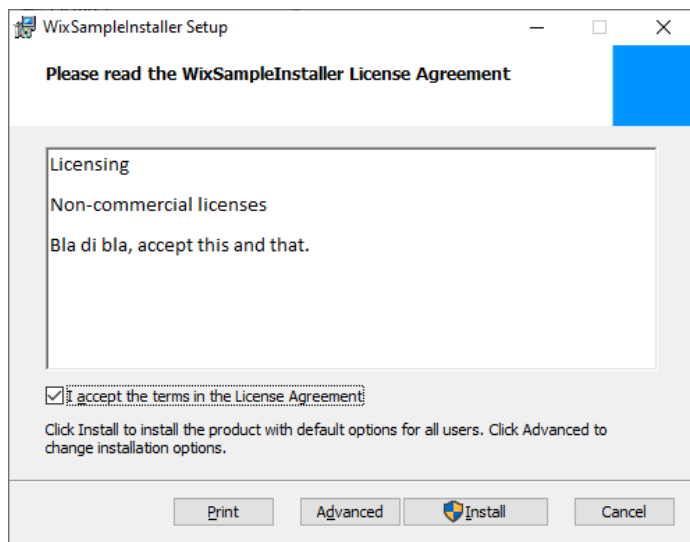 WixSampleInstaller Setup
Please read the WixSampleInstaller License Agreement
Licensing
Non-commercial licenses
Bla di bla, accept this and that.
I accept the terms in the License Agreement
Click Install to install the product with default options for all users. Click Advanced to
change installation options.
Print
Advanced
Install
Cancel